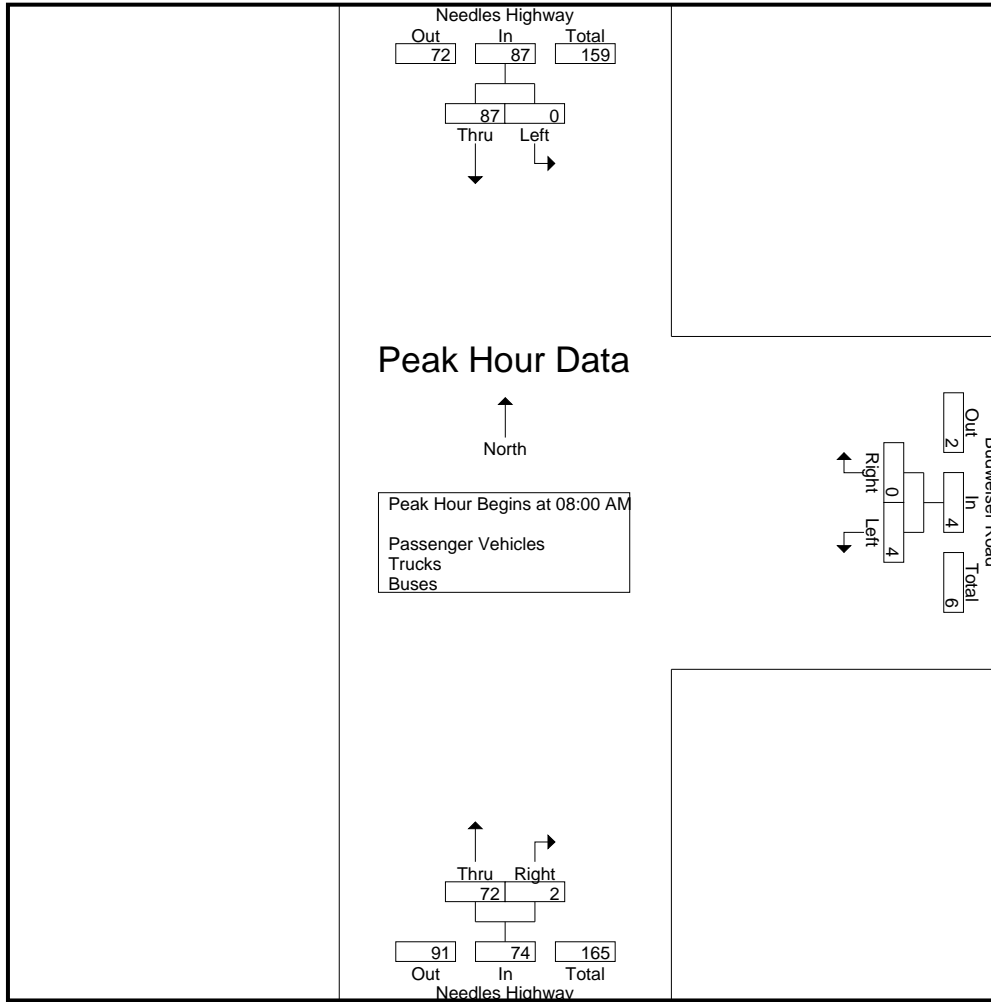 Needles Highway
Out In Total
72 87 159
87 0
Thru Left
Peak Hour Data
North
Peak Hour Begins at 08:00 AM
Passenger Vehicles
Trucks
Buses
Budweiser Road
Out In Total
2 4 6
Right Left
0 4
Thru Right
72 2
91 74 165
Out In Total
Needles Highway